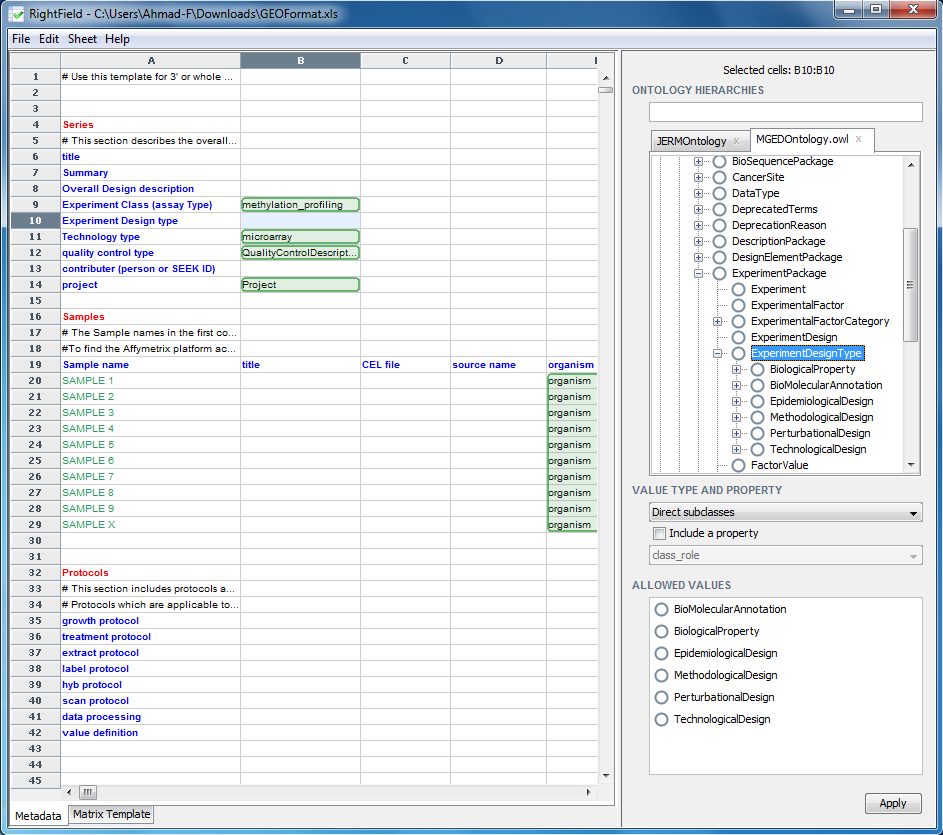 RightField - C:\Users\Ahmad-F\Downloads\GEOFormat.xls
File Edit Sheet Help
A B C D
1 # Use this template for 3' or whole ...
2
3
4 Series
5 # This section describes the overall...
6 title
7 Summary
8 Overall Design description
9 Experiment Class (assay Type) methylation_profiling
10 Experiment Design type
11 Technology type microarray
12 quality control type QualityControlDescript...
13 contributer (person or SEEK ID)
14 project Project
15
16 Samples
17 # The Sample names in the first co...
18 #To find the Affymetrix platform ac...
19 Sample name title CEL file source name organism
20 SAMPLE 1 organism
21 SAMPLE 2 organism
22 SAMPLE 3 organism
23 SAMPLE 4 organism
24 SAMPLE 5 organism
25 SAMPLE 6 organism
26 SAMPLE 7 organism
27 SAMPLE 8 organism
28 SAMPLE 9 organism
29 SAMPLE X organism
30
31
32 Protocols
33 # This section includes protocols a...
34 # Protocols which are applicable to...
35 growth protocol
36 treatment protocol
37 extract protocol
38 label protocol
39 hyb protocol
40 scan protocol
41 data processing
42 value definition
43
44
45
Metadata Matrix Template
Selected cells: B10:B10
ONTOLOGY HIERARCHIES
JERMOntology x MGEDOntology.owl x
BioSequencePackage
CancerSite
DataType
DeprecatedTerms
DeprecationReason
DescriptionPackage
DesignElementPackage
ExperimentPackage
Experiment
ExperimentalFactor
ExperimentalFactorCategory
ExperimentDesign
ExperimentDesignType
BiologicalProperty
BioMolecularAnnotation
EpidemiologicalDesign
MethodologicalDesign
PerturbationalDesign
TechnologicalDesign
FactorValue
VALUE TYPE AND PROPERTY
Direct subclasses
Include a property
class_role
ALLOWED VALUES
BioMolecularAnnotation
BiologicalProperty
EpidemiologicalDesign
MethodologicalDesign
PerturbationalDesign
TechnologicalDesign
Apply